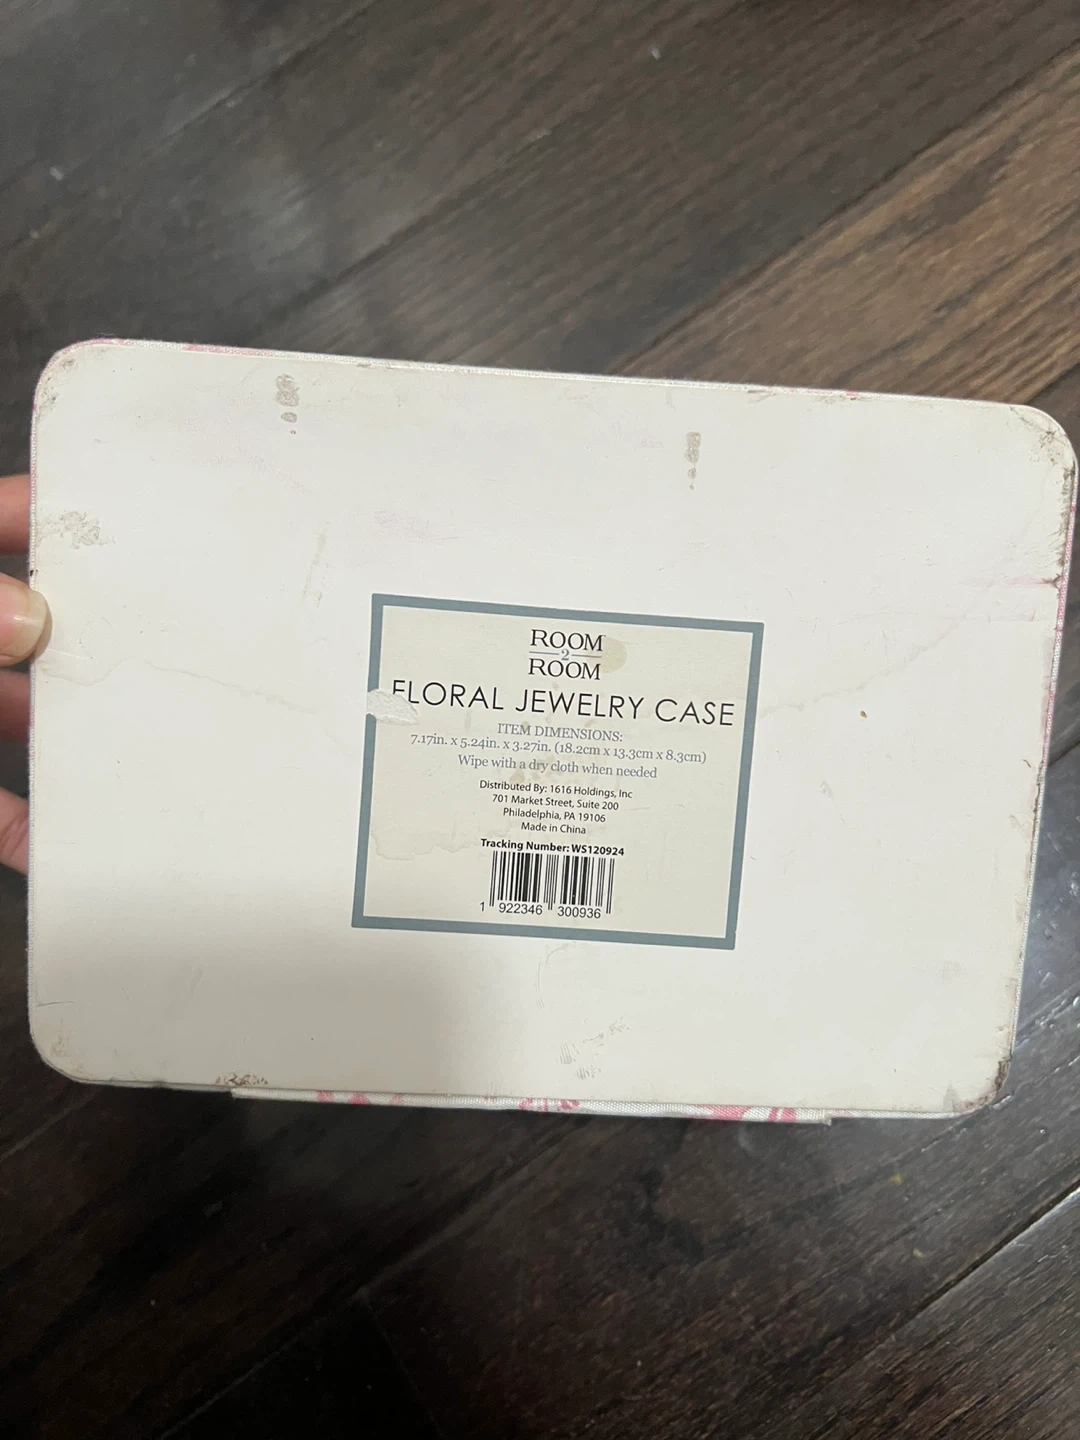 ROOM
2
ROOM
FLORAL JEWELRY CASE
ITEM DIMENSIONS:
7.17in. x 5.24in. x 3.27in. (18.2cm x 13.3cm x 8.3cm)
Wipe with a dry cloth when needed
Distributed By: 1616 Holdings, Inc
701 Market Street, Suite 200
Philadelphia, PA 19106
Made in China
Tracking Number: WS120924
1 922346 300936